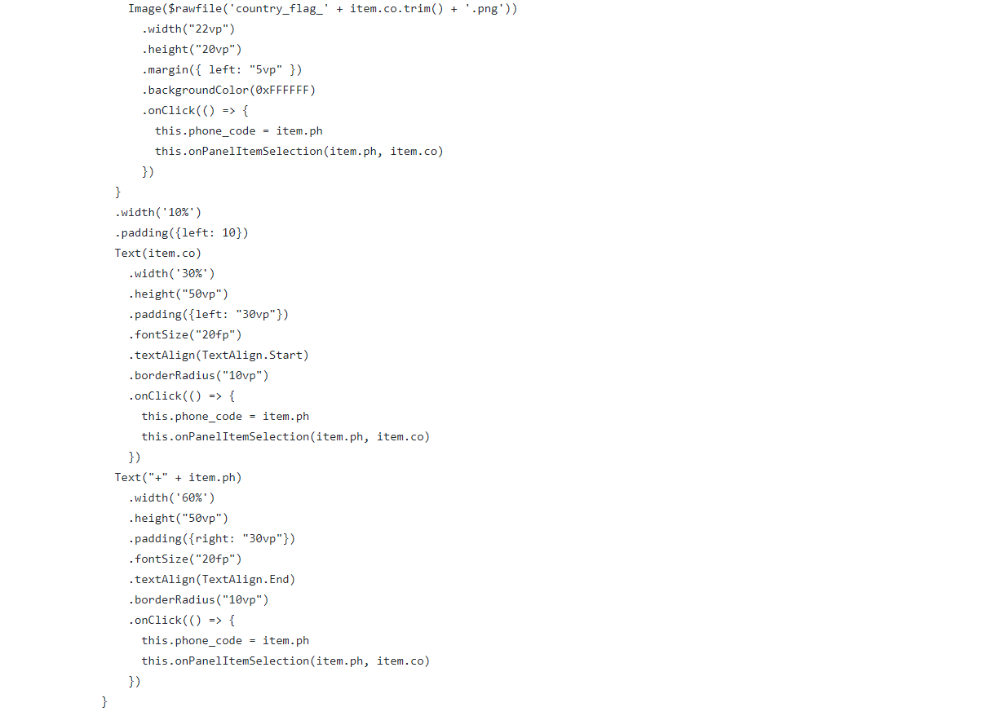 Image($rawfile('country_flag_' + item.co.trim() + '.png'))
.width("22vp")
.height("20vp")
.margin({ left: "5vp" })
.backgroundColor(0xFFFFFF)
.onClick(() => {
this.phone_code = item.ph
this.onPanelItemSelection(item.ph, item.co)
})
}
.width('10%')
.padding({left: 10})
Text(item.co)
.width('30%')
.height("50vp")
.padding({left: "30vp"})
.fontSize("20fp")
.textAlign(TextAlign.Start)
.borderRadius("10vp")
.onClick(() => {
this.phone_code = item.ph
this.onPanelItemSelection(item.ph, item.co)
})
Text("+" + item.ph)
.width('60%')
.height("50vp")
.padding({right: "30vp"})
.fontSize("20fp")
.textAlign(TextAlign.End)
.borderRadius("10vp")
.onClick(() => {
this.phone_code = item.ph
this.onPanelItemSelection(item.ph, item.co)
})
}